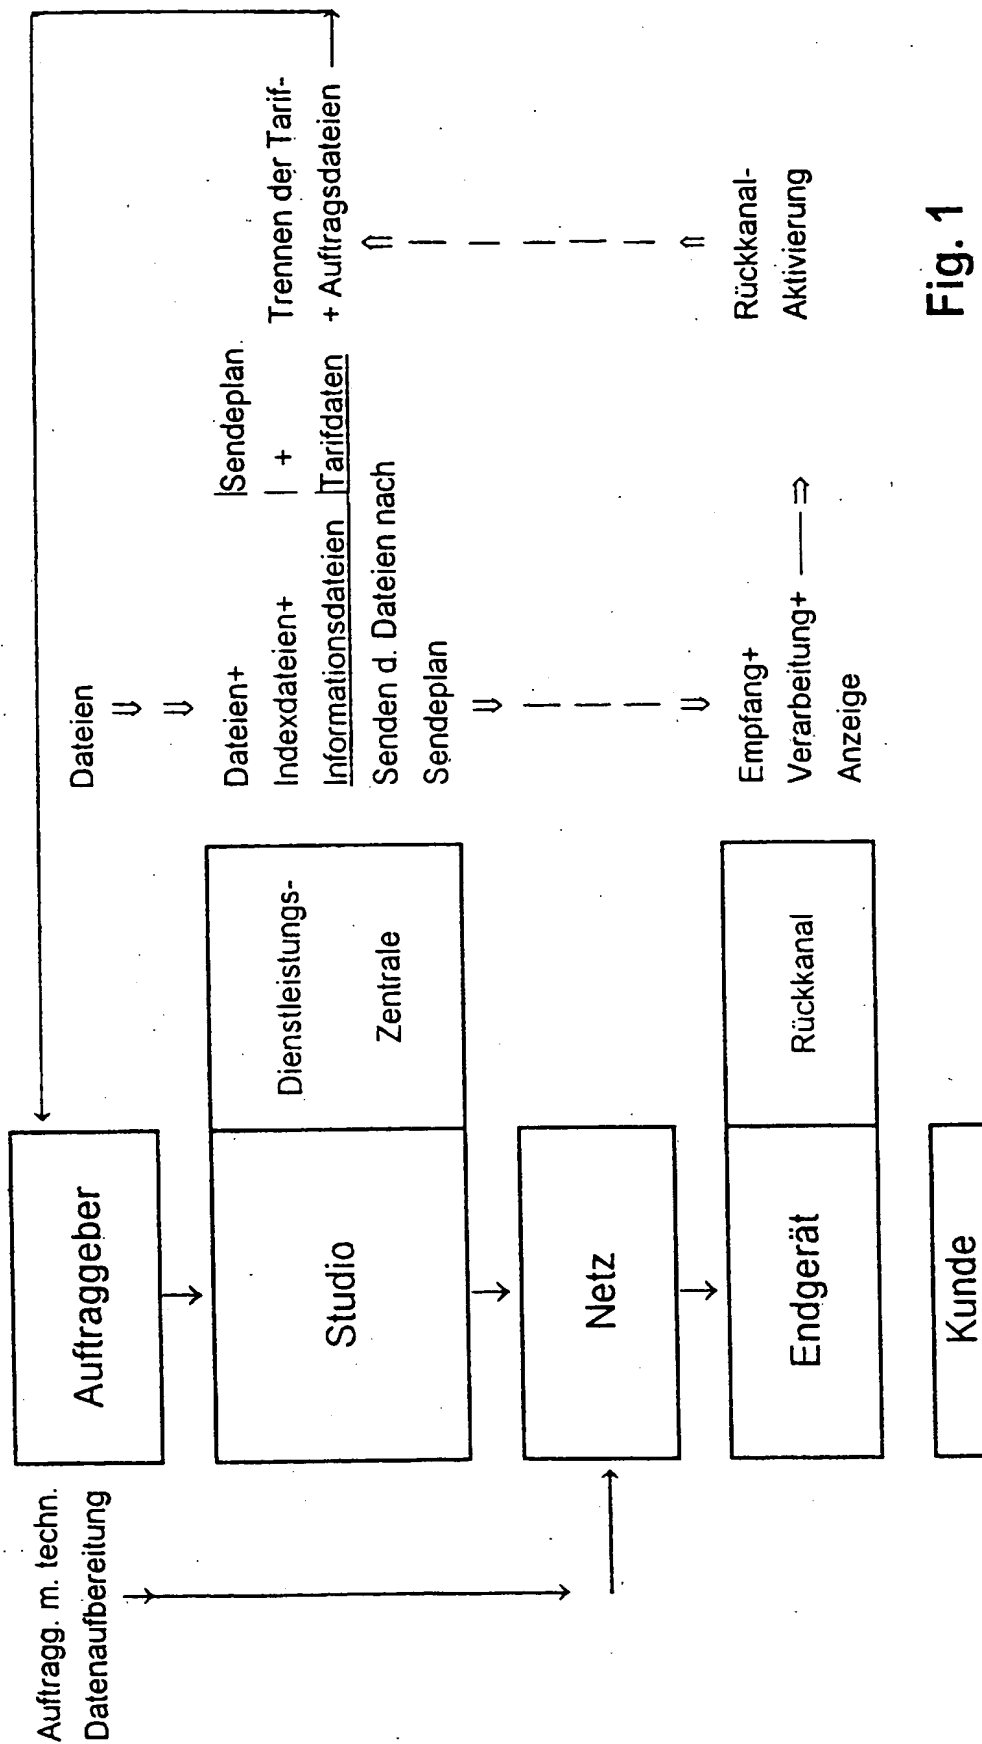 Auftragg. m. techn.
Datenaufbereitung
Auftraggeber
Studio
Dienstleistungs-
Zentrale
Netz
Endgerät
Rückkanal
Kunde
Dateien
Dateien+ |Sendeplan
Indexdateien+ | +
Informationsdateien |Tarifdaten
Senden d. Dateien nach
Sendeplan
Trennen der Tarif-
+ Auftragsdateien
Empfang+
Verarbeitung+
Anzeige
Rückkanal-
Aktivierung
Fig. 1